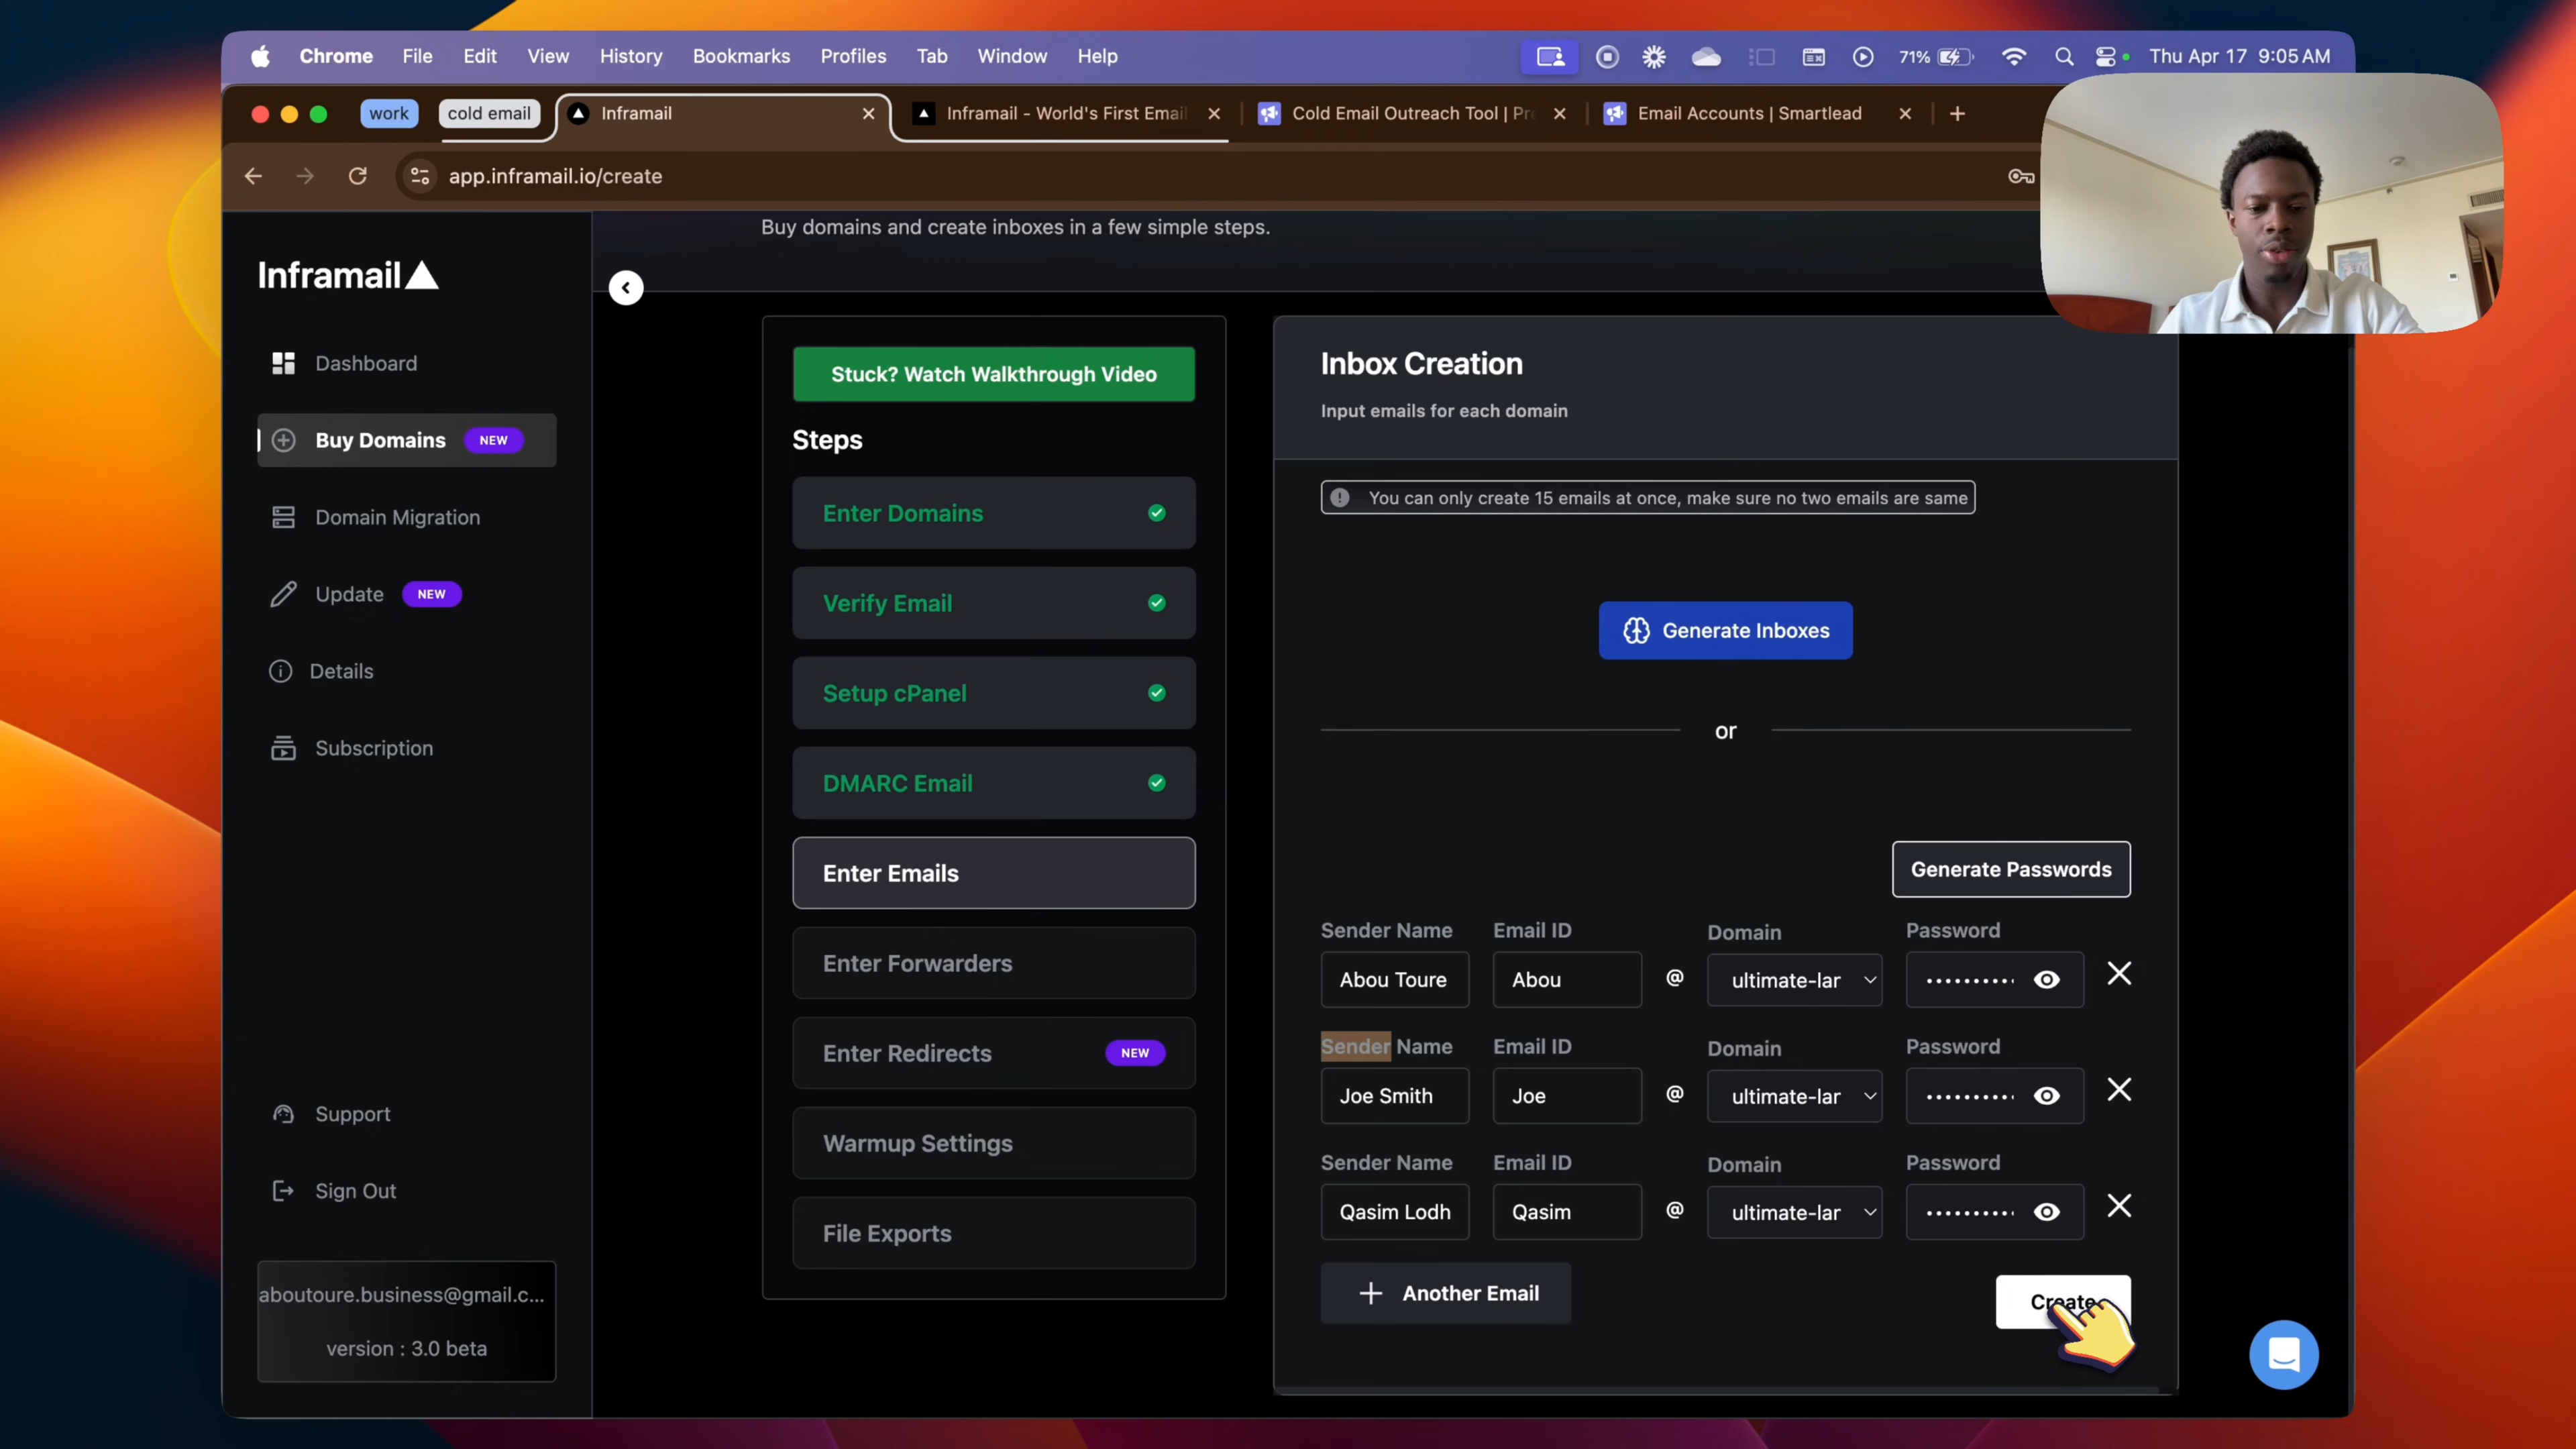 Chrome File Edit View History Bookmarks Profiles Tab Window Help 71% Thu Apr 17 9:05 AM
work cold email Inframail Inframail - World's First Email Cold Email Outreach Tool | Pre Email Accounts | Smartlead
app.inframail.io/create
Buy domains and create inboxes in a few simple steps.
Inframail
Dashboard
Buy Domains NEW
Domain Migration
Update NEW
Details
Subscription
Support
Sign Out
aboutoure.business@gmail.c...
version : 3.0 beta
Stuck? Watch Walkthrough Video
Steps
Enter Domains
Verify Email
Setup cPanel
DMARC Email
Enter Emails
Enter Forwarders
Enter Redirects NEW
Warmup Settings
File Exports
Inbox Creation
Input emails for each domain
You can only create 15 emails at once, make sure no two emails are same
Generate Inboxes
or
Generate Passwords
Sender Name Email ID Domain Password
Abou Toure Abou @ ultimate-lar
Sender Name Email ID Domain Password
Joe Smith Joe @ ultimate-lar
Sender Name Email ID Domain Password
Qasim Lodh Qasim @ ultimate-lar
Another Email
Create